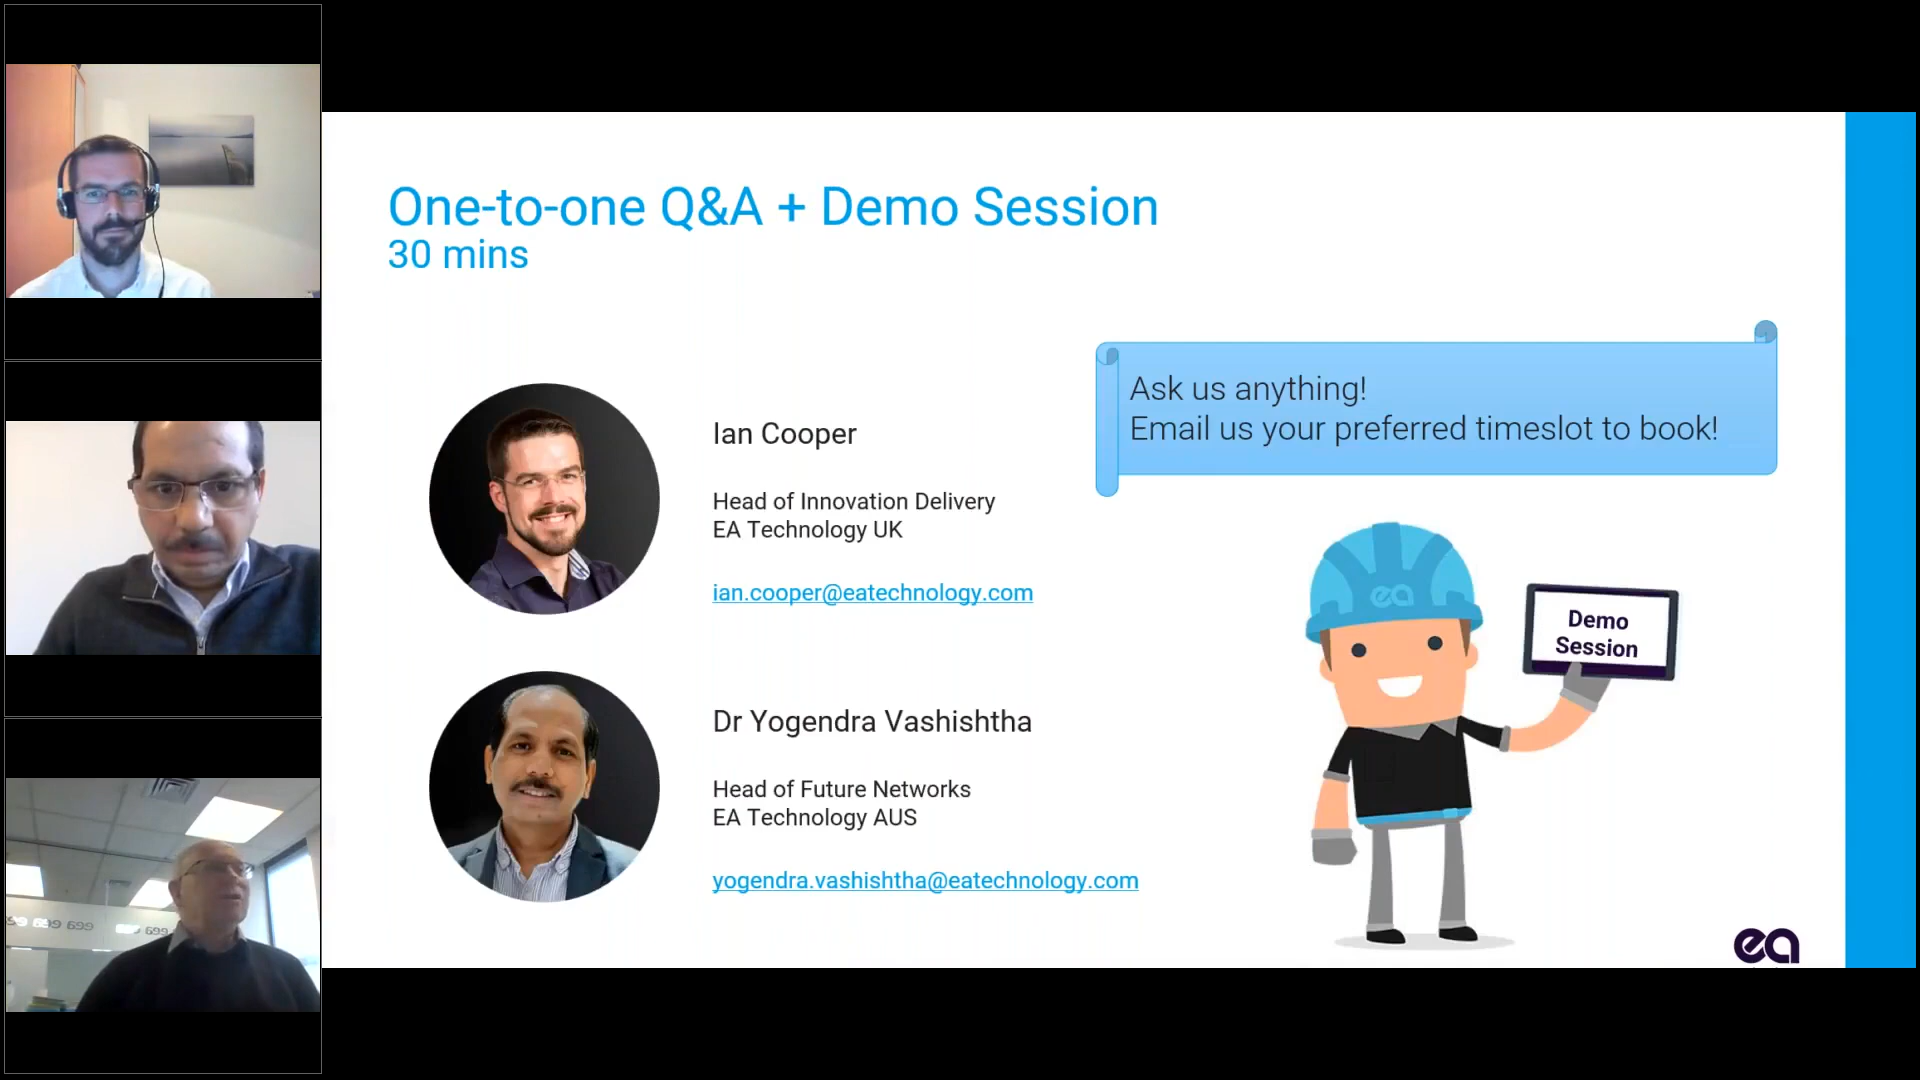 One-to-one Q&A + Demo Session
30 mins
Ask us anything!
Email us your preferred timeslot to book!
Ian Cooper
Head of Innovation Delivery
EA Technology UK
ian.cooper@eatechnology.com
ea
Demo
Session
Dr Yogendra Vashishtha
Head of Future Networks
EA Technology AUS
yogendra.vashishtha@eatechnology.com
ea